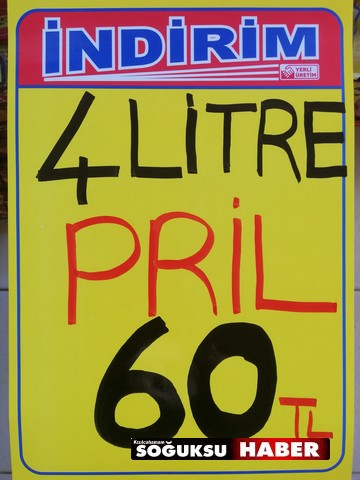 İNDİRİM
YERLİ
ÜRETİM
4 LİTRE
PRİL
60 TL
Kızılcahamam
SOĞUKSU HABER